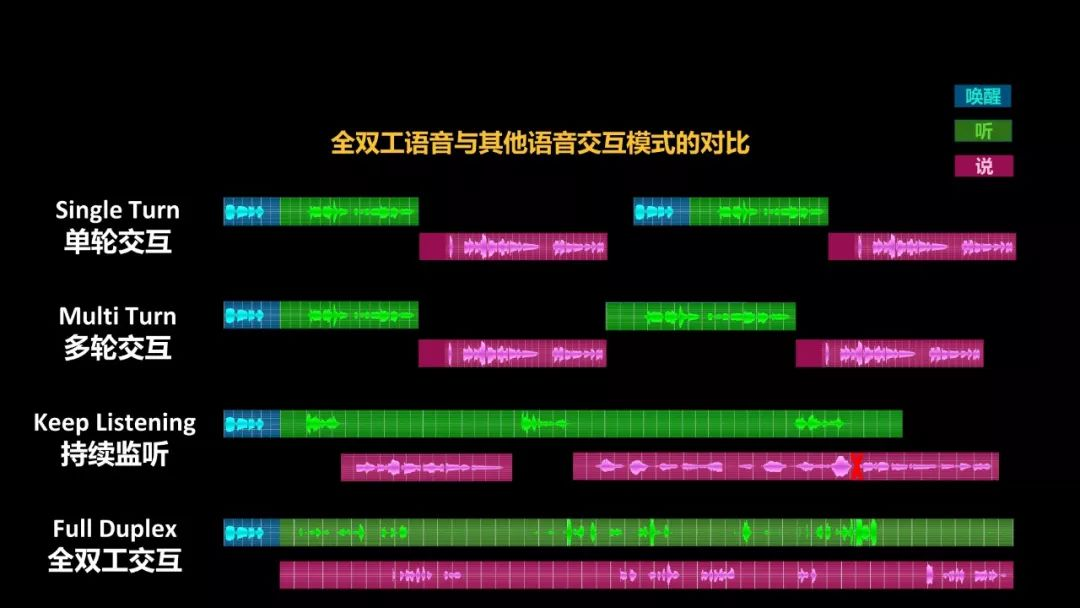 唤醒
听
说
全双工语音与其他语音交互模式的对比
Single Turn
单轮交互
Multi Turn
多轮交互
Keep Listening
持续监听
Full Duplex
全双工交互